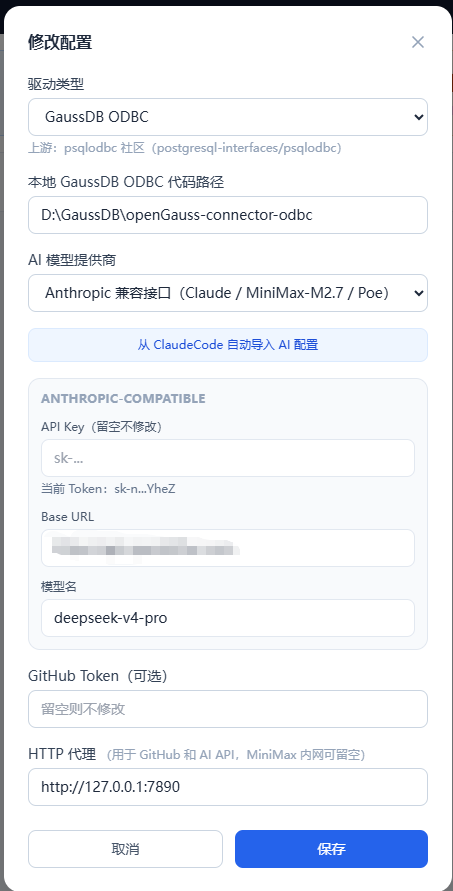 修改配置
驱动类型
GaussDB ODBC
上游：psqlodbc 社区（postgresql-interfaces/psqlodbc）
本地 GaussDB ODBC 代码路径
D:\GaussDB\openGauss-connector-odbc
AI 模型提供商
Anthropic 兼容接口（Claude / MiniMax-M2.7 / Poe）
从 ClaudeCode 自动导入 AI 配置
ANTHROPIC-COMPATIBLE
API Key（留空不修改）
sk-...
当前 Token：sk-n...YheZ
Base URL
模型名
deepseek-v4-pro
GitHub Token（可选）
留空则不修改
HTTP 代理（用于 GitHub 和 AI API，MiniMax 内网可留空）
http://127.0.0.1:7890
取消
保存